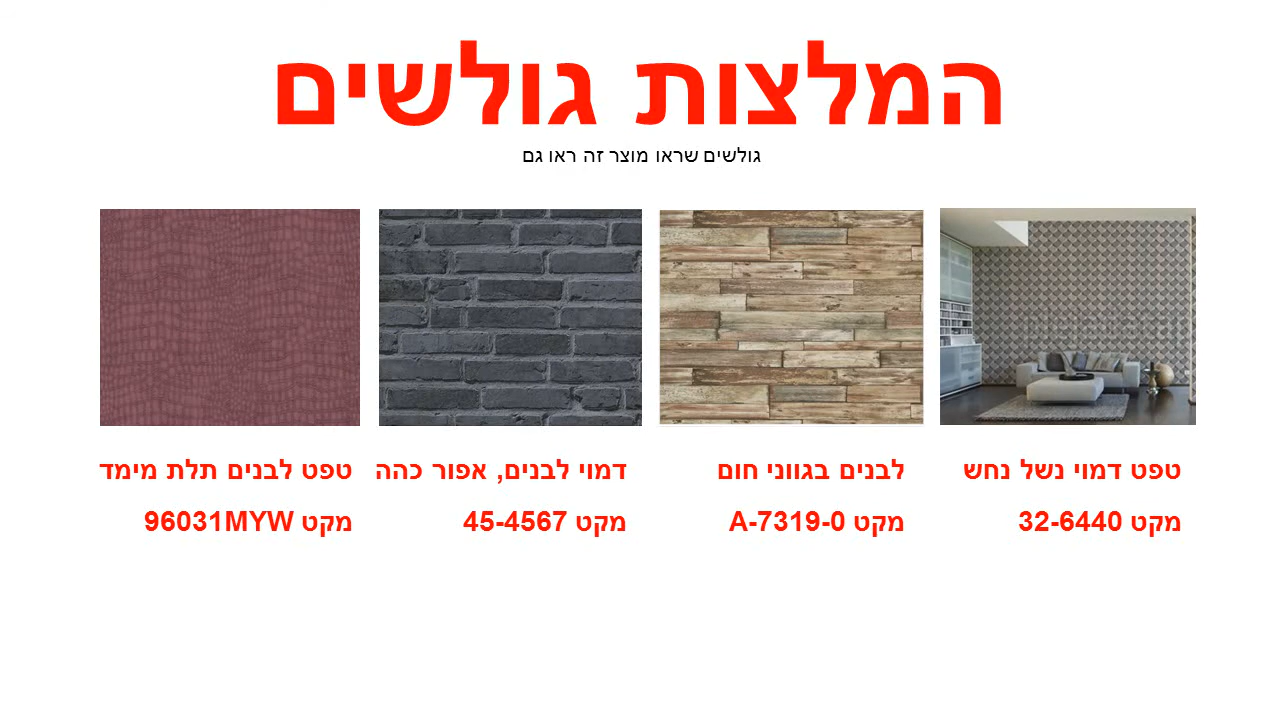 המלצות גולשים
גולשים שראו מוצר זה ראו גם
טפט דמוי נשל נחש
מקט 32-6440
לבנים בגווני חום
מקט A-7319-0
דמוי לבנים, אפור כהה
מקט 45-4567
טפט לבנים תלת מימד
מקט 96031MYW